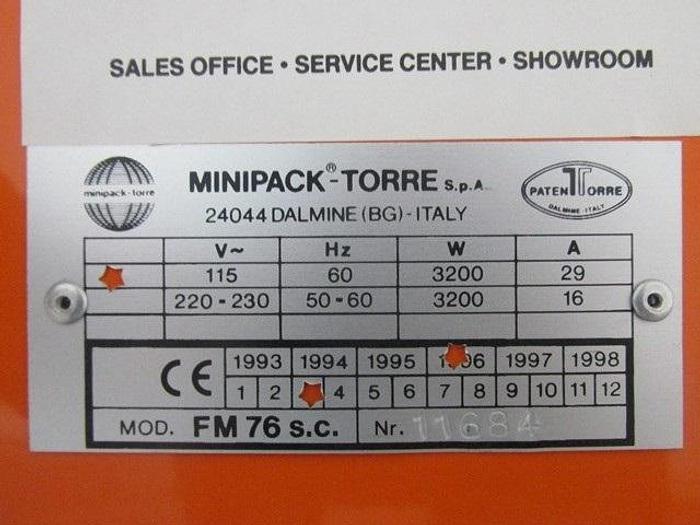 SALES OFFICE • SERVICE CENTER • SHOWROOM
minipack-torre
MINIPACK®-TORRE S.p.A.
PATENTORRE
DALMINE-ITALY
24044 DALMINE (BG) - ITALY
V~ Hz W A
115 60 3200 29
220-230 50-60 3200 16
CE 1993 1994 1995 1997 1998
1 2 4 5 6 7 8 9 10 11 12
MOD. FM 76 s.c. Nr. 11684